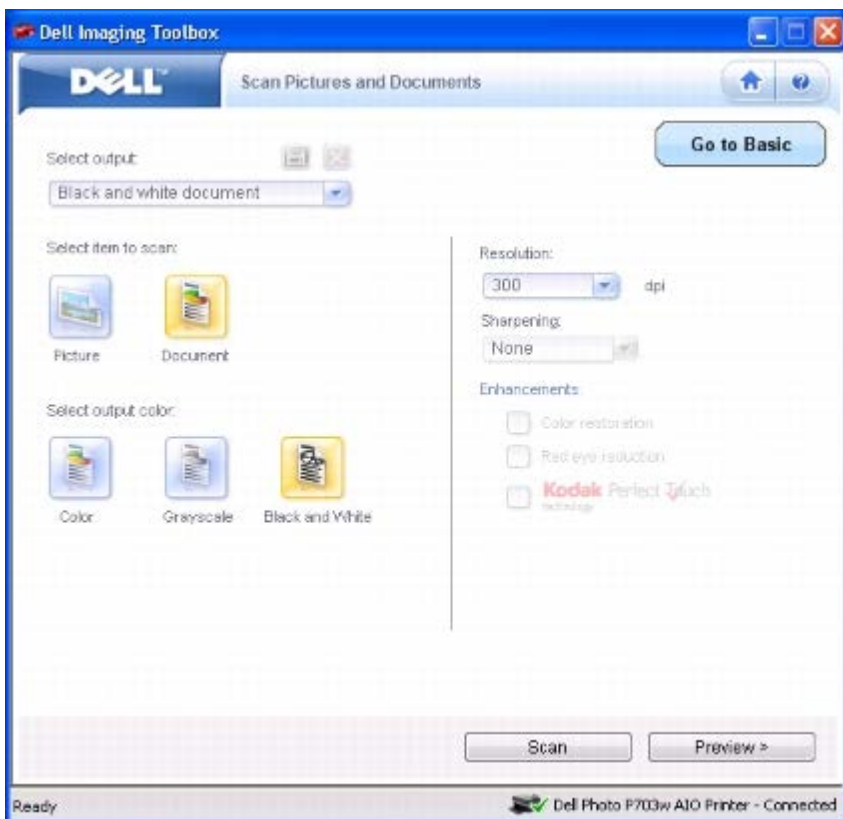 Dell Imaging Toolbox
DELL™
Scan Pictures and Documents
Go to Basic
Select output:
Black and white document
Select item to scan:
Picture
Document
Select output color:
Color
Grayscale
Black and White
Resolution:
300
dpi
Sharpening:
None
Enhancements
Color restoration
Red eye reduction
Kodak Perfect Touch
technology
Scan
Preview »
Ready
Dell Photo P703w AIO Printer - Connected